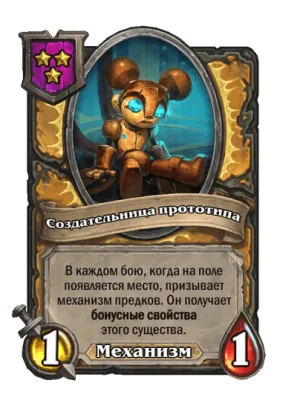 Создательница прототипа
В каждом бою, когда на поле
появляется место, призывает
механизм предков. Он получает
бонусные свойства
этого существа.
1 Механизм 1